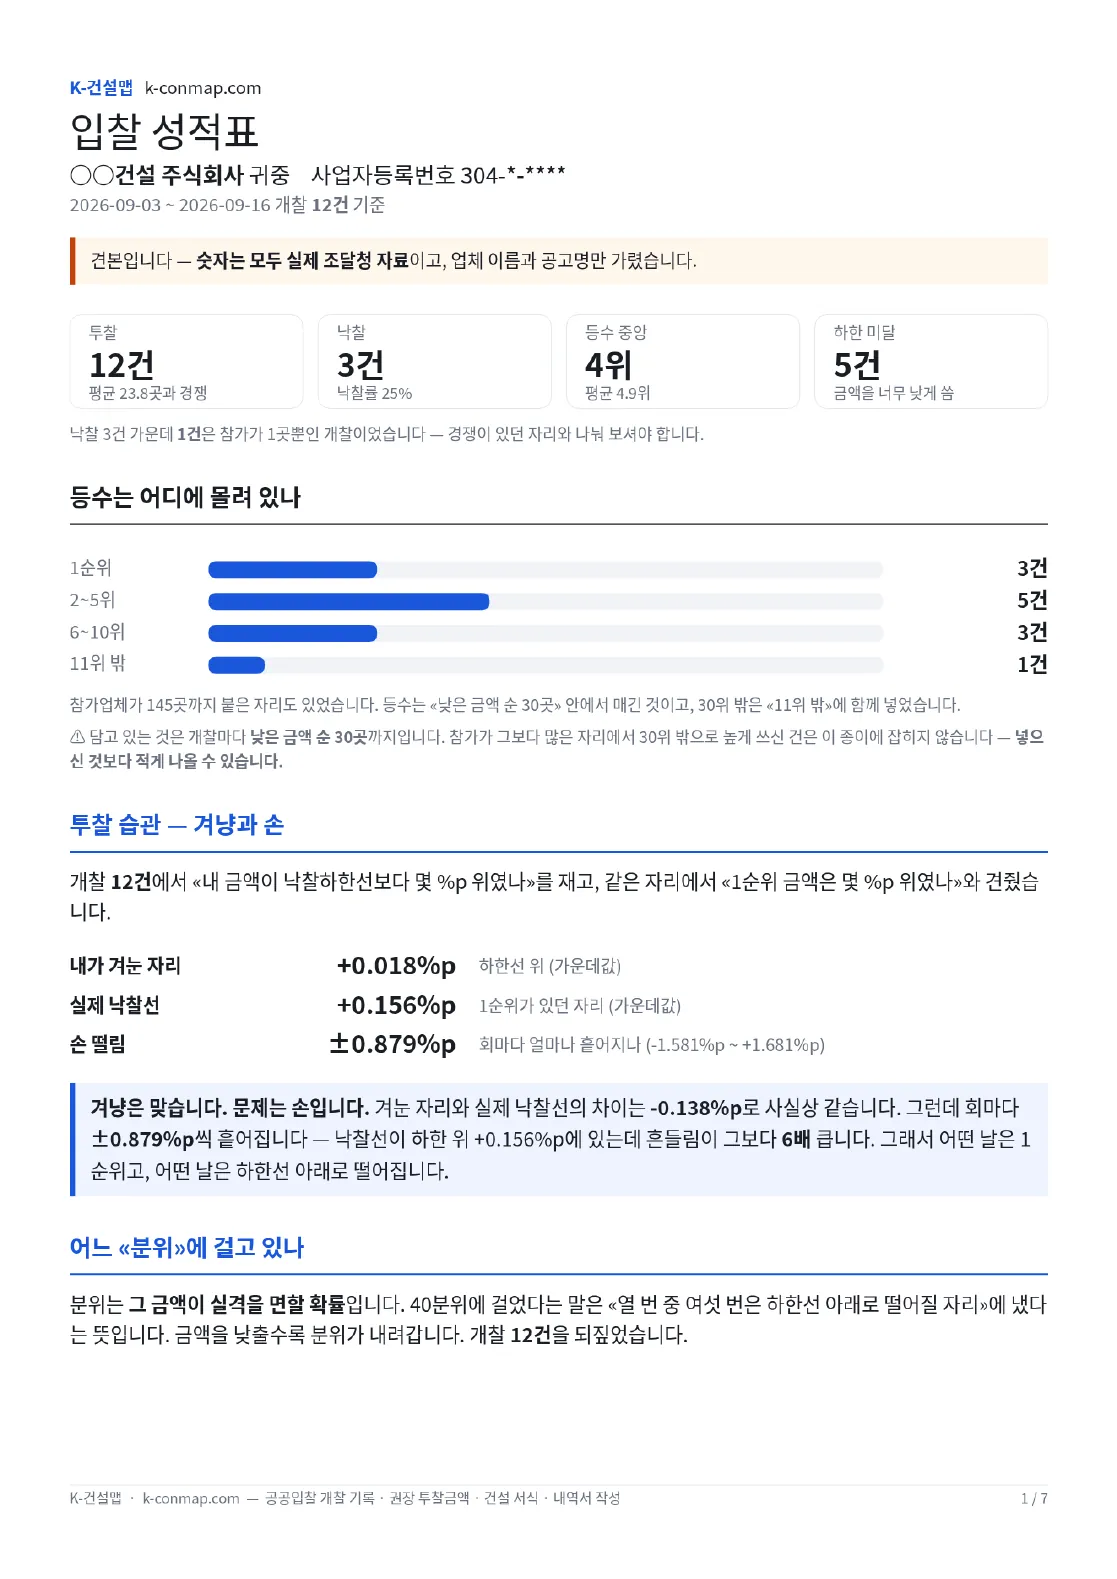 K-건설맵 k-conmap.com
입찰 성적표
○○건설 주식회사 귀중 사업자등록번호 304-*-****
2026-09-03 ~ 2026-09-16 개찰 12건 기준
견본입니다 — 숫자는 모두 실제 조달청 자료이고, 업체 이름과 공고명만 가렸습니다.
투찰 낙찰 등수 중앙 하한 미달
12건 3건 4위 5건
평균 23.8곳과 경쟁 낙찰률 25% 평균 4.9위 금액을 너무 낮게 씀
낙찰 3건 가운데 1건은 참가가 1곳뿐인 개찰이었습니다 — 경쟁이 있던 자리와 나눠 보셔야 합니다.
등수는 어디에 몰려 있나
1순위 3건
2~5위 5건
6~10위 3건
11위 밖 1건
참가업체가 145곳까지 붙은 자리도 있었습니다. 등수는 «낮은 금액 순 30곳» 안에서 매긴 것이고, 30위 밖은 «11위 밖»에 함께 넣었습니다.
⚠ 담고 있는 것은 개찰마다 낮은 금액 순 30곳까지입니다. 참가가 그보다 많은 자리에서 30위 밖으로 높게 쓰신 건은 이 종이에 잡히지 않습니다 — 넣으
신 것보다 적게 나올 수 있습니다.
투찰 습관 — 겨냥과 손
개찰 12건에서 «내 금액이 낙찰하한선보다 몇 %p 위였나»를 재고, 같은 자리에서 «1순위 금액은 몇 %p 위였나»와 견줬습
니다.
내가 겨눈 자리 +0.018%p 하한선 위 (가운데값)
실제 낙찰선 +0.156%p 1순위가 있던 자리 (가운데값)
손 떨림 ±0.879%p 회마다 얼마나 흩어지나 (-1.581%p ~ +1.681%p)
겨냥은 맞습니다. 문제는 손입니다. 겨눈 자리와 실제 낙찰선의 차이는 -0.138%p로 사실상 같습니다. 그런데 회마다
±0.879%p씩 흩어집니다 — 낙찰선이 하한 위 +0.156%p에 있는데 흔들림이 그보다 6배 큽니다. 그래서 어떤 날은 1
순위고, 어떤 날은 하한선 아래로 떨어집니다.
어느 «분위»에 걸고 있나
분위는 그 금액이 실격을 면할 확률입니다. 40분위에 걸었다는 말은 «열 번 중 여섯 번은 하한선 아래로 떨어질 자리»에 냈다
는 뜻입니다. 금액을 낮출수록 분위가 내려갑니다. 개찰 12건을 되짚었습니다.
K-건설맵 · k-conmap.com — 공공입찰 개찰 기록 · 권장 투찰금액 · 건설 서식 · 내역서 작성 1 / 7